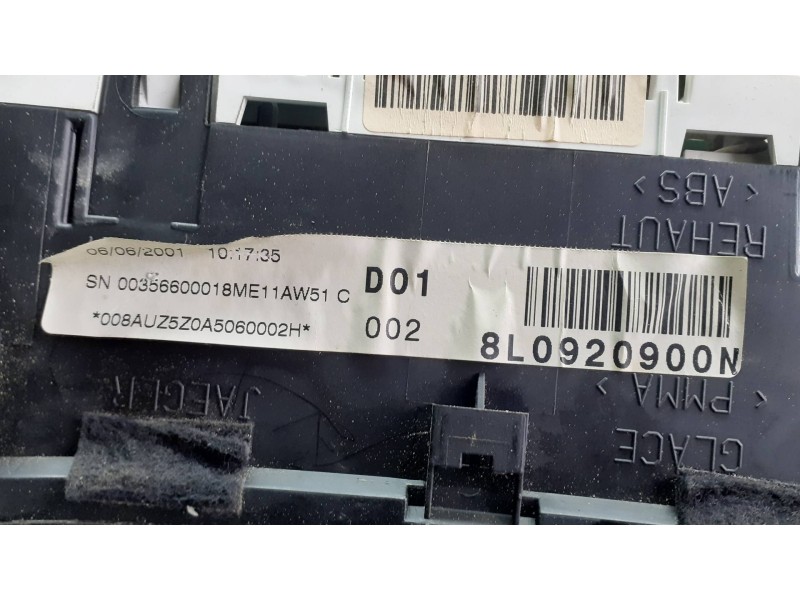 REHAUT
> ABS <
06/06/2001 10:17:35
SN 00356600018ME11AW51 C
*008AUZ5Z0A5060002H*
D01
002
8L0920900N
JAEGER
> PMMA <
GLACE